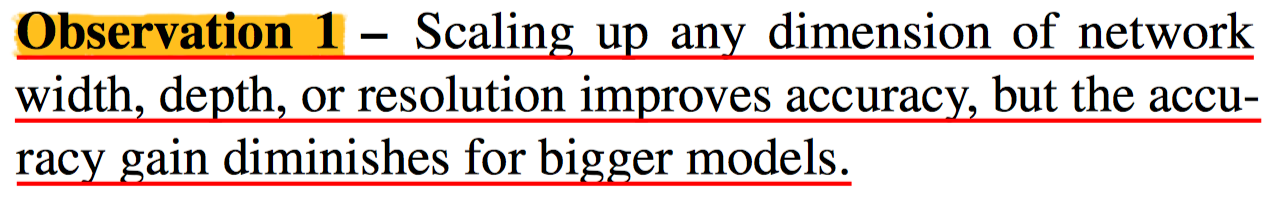 Observation 1 – Scaling up any dimension of network
width, depth, or resolution improves accuracy, but the accu-
racy gain diminishes for bigger models.